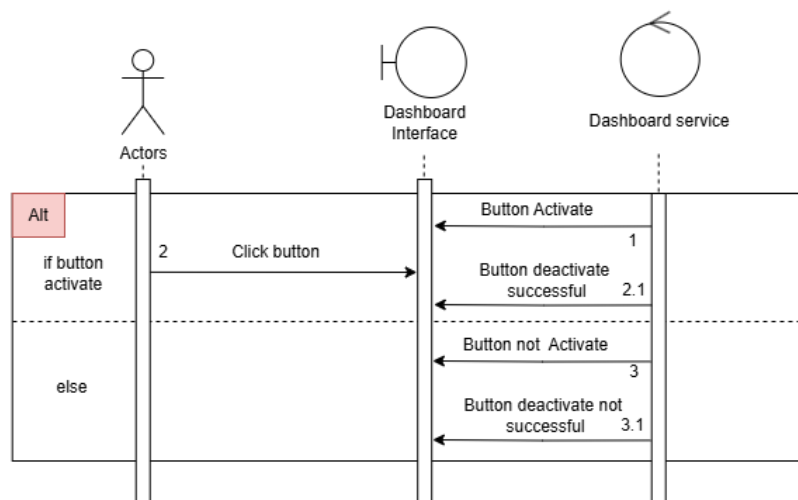 Actors
Dashboard
Interface
Dashboard service
Alt
if button
activate
Button Activate
1
2
Click button
Button deactivate
successful
2.1
Button not Activate
3
else
Button deactivate not
successful
3.1